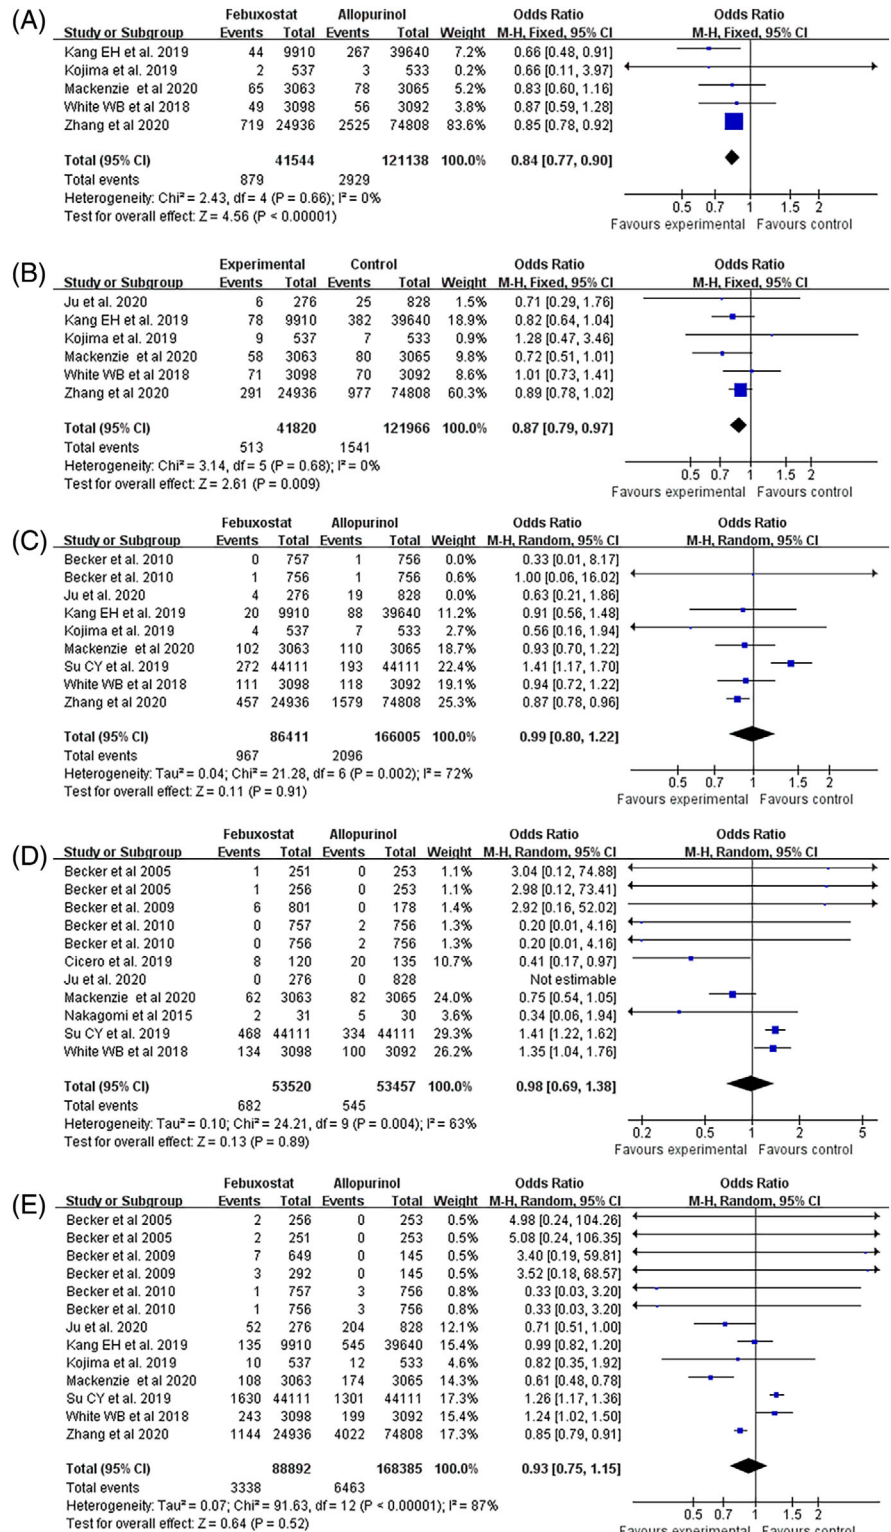 (A)
Febuxostat Allopurinol Odds Ratio Odds Ratio
Study or Subgroup Events Total Events Total Weight M-H, Fixed, 95% CI M-H, Fixed, 95% CI
Kang EH et al. 2019 44 9910 267 39640 7.2% 0.66 [0.48, 0.91]
Kojima et al. 2019 2 537 3 533 0.2% 0.66 [0.11, 3.97]
Mackenzie et al 2020 65 3063 78 3065 5.2% 0.83 [0.60, 1.16]
White WB et al 2018 49 3098 56 3092 3.8% 0.87 [0.59, 1.28]
Zhang et al 2020 719 24936 2525 74808 83.6% 0.85 [0.78, 0.92]
Total (95% CI) 41544 121138 100.0% 0.84 [0.77, 0.90]
Total events 879 2929
Heterogeneity: Chi² = 2.43, df = 4 (P = 0.66); I² = 0%
Test for overall effect: Z = 4.56 (P < 0.00001)
0.5 0.7 1 1.5 2
Favours experimental Favours control
(B)
Experimental Control Odds Ratio Odds Ratio
Study or Subgroup Events Total Events Total Weight M-H, Fixed, 95% CI M-H, Fixed, 95% CI
Ju et al. 2020 6 276 25 828 1.5% 0.71 [0.29, 1.76]
Kang EH et al. 2019 78 9910 382 39640 18.9% 0.82 [0.64, 1.04]
Kojima et al. 2019 9 537 7 533 0.9% 1.28 [0.47, 3.46]
Mackenzie et al 2020 58 3063 80 3065 9.8% 0.72 [0.51, 1.01]
White WB et al 2018 71 3098 70 3092 8.6% 1.01 [0.73, 1.41]
Zhang et al 2020 291 24936 977 74808 60.3% 0.89 [0.78, 1.02]
Total (95% CI) 41820 121966 100.0% 0.87 [0.79, 0.97]
Total events 513 1541
Heterogeneity: Chi² = 3.14, df = 5 (P = 0.68); I² = 0%
Test for overall effect: Z = 2.61 (P = 0.009)
0.5 0.7 1 1.5 2
Favours experimental Favours control
(C)
Febuxostat Allopurinol Odds Ratio Odds Ratio
Study or Subgroup Events Total Events Total Weight M-H, Random, 95% CI M-H, Random, 95% CI
Becker et al. 2010 0 757 1 756 0.0% 0.33 [0.01, 8.17]
Becker et al. 2010 1 756 1 756 0.6% 1.00 [0.06, 16.02]
Ju et al. 2020 4 276 19 828 0.63 [0.21, 1.86]
Kang EH et al. 2019 20 9910 88 39640 11.2% 0.91 [0.56, 1.48]
Kojima et al. 2019 4 537 7 533 2.7% 0.56 [0.16, 1.94]
Mackenzie et al 2020 102 3063 110 3065 18.7% 0.93 [0.70, 1.22]
Su CY et al. 2019 272 44111 193 44111 22.4% 1.41 [1.17, 1.70]
White WB et al 2018 111 3098 118 3092 19.1% 0.94 [0.72, 1.22]
Zhang et al 2020 457 24936 1579 74808 25.3% 0.87 [0.78, 0.96]
Total (95% CI) 86411 166005 100.0% 0.99 [0.80, 1.22]
Total events 967 2096
Heterogeneity: Tau² = 0.04; Chi² = 21.28, df = 6 (P = 0.002); I² = 72%
Test for overall effect: Z = 0.11 (P = 0.91)
0.5 0.7 1 1.5 2
Favours experimental Favours control
(D)
Febuxostat Allopurinol Odds Ratio Odds Ratio
Study or Subgroup Events Total Events Total Weight M-H, Random, 95% CI M-H, Random, 95% CI
Becker et al 2005 1 251 0 253 1.1% 3.04 [0.12, 74.88]
Becker et al 2005 1 256 0 253 1.1% 2.98 [0.12, 73.41]
Becker et al. 2009 6 801 0 178 1.4% 2.92 [0.16, 52.02]
Becker et al. 2010 0 757 2 756 1.3% 0.20 [0.01, 4.16]
Becker et al. 2010 0 756 2 756 1.3% 0.20 [0.01, 4.16]
Cicero et al. 2019 8 120 20 135 10.7% 0.41 [0.17, 0.97]
Ju et al. 2020 0 276 0 828 Not estimable
Mackenzie et al 2020 62 3063 82 3065 24.0% 0.75 [0.54, 1.05]
Nakagomi et al 2015 2 31 5 30 3.6% 0.34 [0.06, 1.94]
Su CY et al. 2019 468 44111 334 44111 29.3% 1.41 [1.22, 1.62]
White WB et al 2018 134 3098 100 3092 26.2% 1.35 [1.04, 1.76]
Total (95% CI) 53520 53457 100.0% 0.98 [0.69, 1.38]
Total events 682 545
Heterogeneity: Tau² = 0.10; Chi² = 24.21, df = 9 (P = 0.004); I² = 63%
Test for overall effect: Z = 0.13 (P = 0.89)
0.2 0.5 1 2 5
Favours experimental Favours control
(E)
Febuxostat Allopurinol Odds Ratio Odds Ratio
Study or Subgroup Events Total Events Total Weight M-H, Random, 95% CI M-H, Random, 95% CI
Becker et al 2005 2 256 0 253 0.5% 4.98 [0.24, 104.26]
Becker et al 2005 2 251 0 253 0.5% 5.08 [0.24, 106.35]
Becker et al. 2009 7 649 0 145 0.5% 3.40 [0.19, 59.81]
Becker et al. 2009 3 292 0 145 0.5% 3.52 [0.18, 68.57]
Becker et al. 2010 1 757 3 756 0.8% 0.33 [0.03, 3.20]
Becker et al. 2010 1 756 3 756 0.8% 0.33 [0.03, 3.20]
Ju et al. 2020 52 276 204 828 12.1% 0.71 [0.51, 1.00]
Kang EH et al. 2019 135 9910 545 39640 15.4% 0.99 [0.82, 1.20]
Kojima et al. 2019 10 537 12 533 4.6% 0.82 [0.35, 1.92]
Mackenzie et al 2020 108 3063 174 3065 14.3% 0.61 [0.48, 0.78]
Su CY et al. 2019 1630 44111 1301 44111 17.3% 1.26 [1.17, 1.36]
White WB et al 2018 243 3098 199 3092 15.4% 1.24 [1.02, 1.50]
Zhang et al 2020 1144 24936 4022 74808 17.3% 0.85 [0.79, 0.91]
Total (95% CI) 88892 168385 100.0% 0.93 [0.75, 1.15]
Total events 3338 6463
Heterogeneity: Tau² = 0.07; Chi² = 91.63, df = 12 (P < 0.00001); I² = 87%
Test for overall effect: Z = 0.64 (P = 0.52)
0.5 0.7 1 1.5 2
Favours experimental Favours control